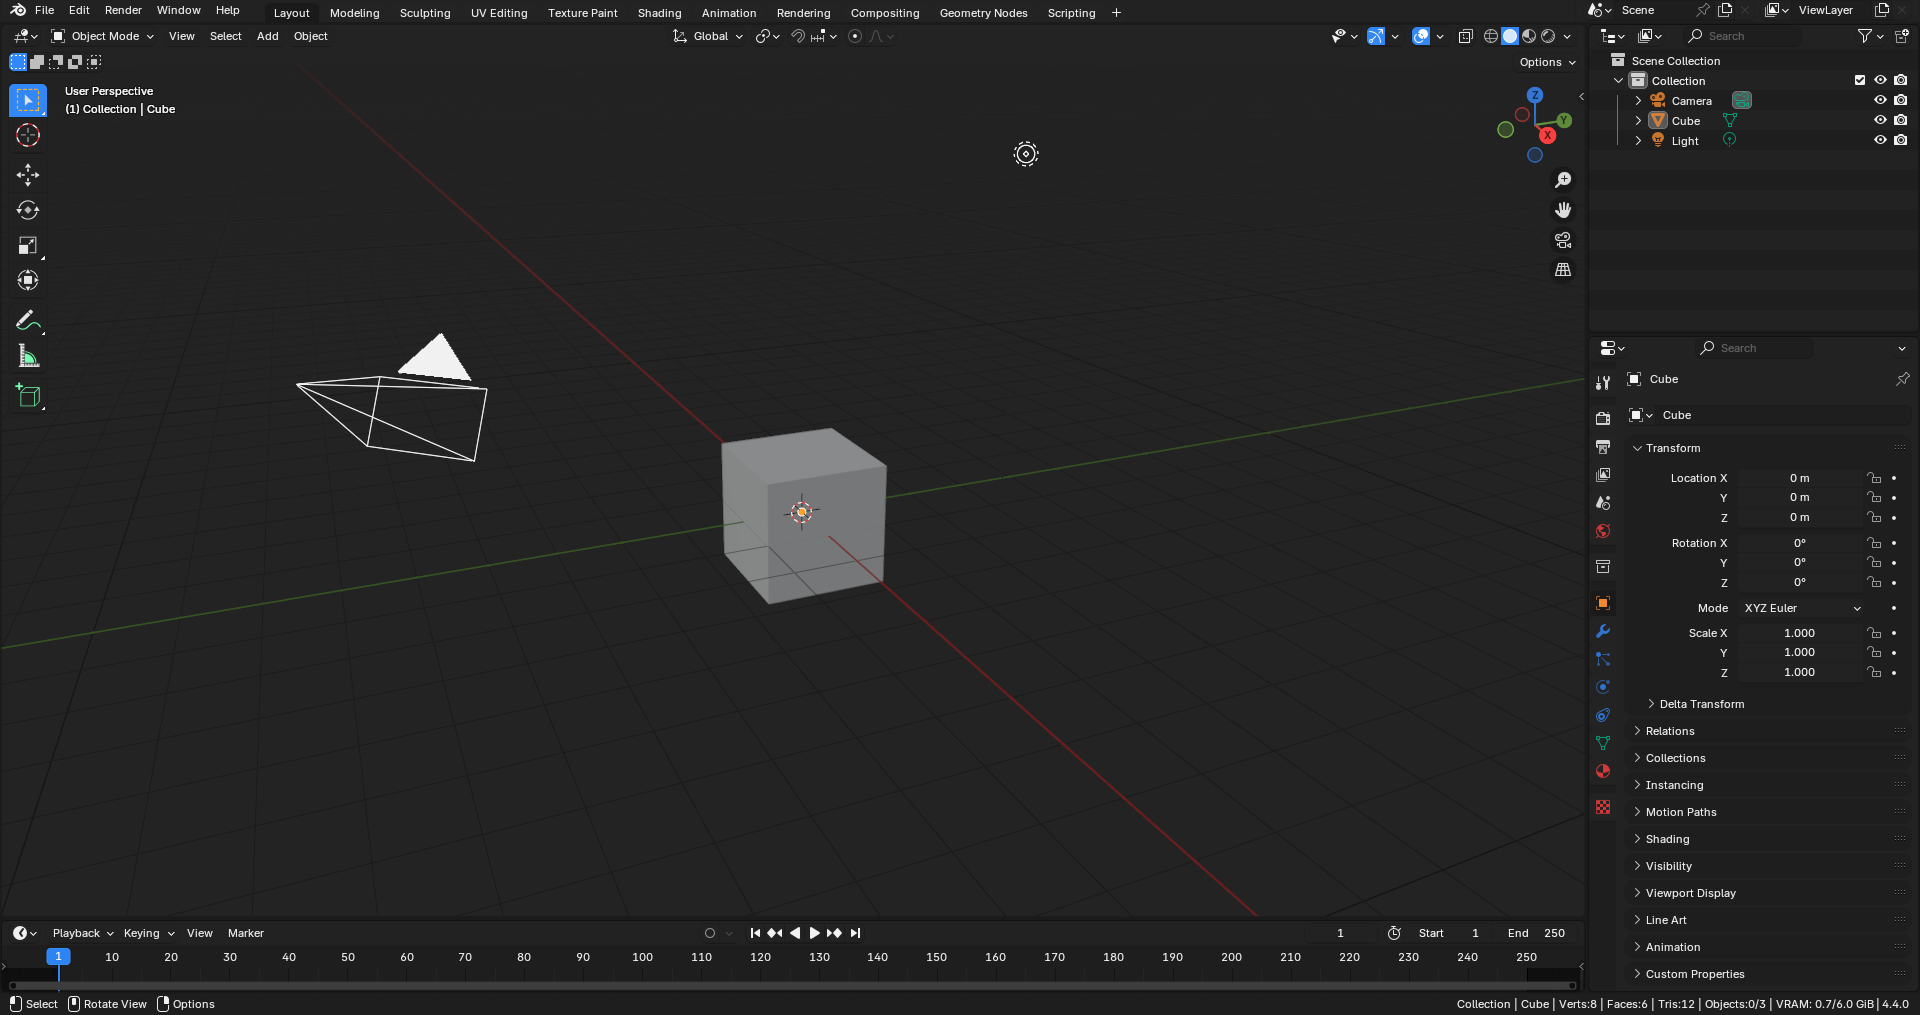 File Edit Render Window Help Layout Modeling Sculpting UV Editing Texture Paint Shading Animation Rendering Compositing Geometry Nodes Scripting + Scene ViewLayer
Object Mode View Select Add Object Global Search
Options
User Perspective
(1) Collection | Cube
Z
Y
X
Scene Collection
Collection
Camera
Cube
Light
Search
Cube
Cube
Transform
Location X 0 m
Y 0 m
Z 0 m
Rotation X 0°
Y 0°
Z 0°
Mode XYZ Euler
Scale X 1.000
Y 1.000
Z 1.000
Delta Transform
Relations
Collections
Instancing
Motion Paths
Shading
Visibility
Viewport Display
Line Art
Animation
Custom Properties
Playback Keying View Marker 1 Start 1 End 250
1 10 20 30 40 50 60 70 80 90 100 110 120 130 140 150 160 170 180 190 200 210 220 230 240 250
Select Rotate View Options Collection | Cube | Verts:8 | Faces:6 | Tris:12 | Objects:0/3 | VRAM: 0.7/6.0 GiB | 4.4.0